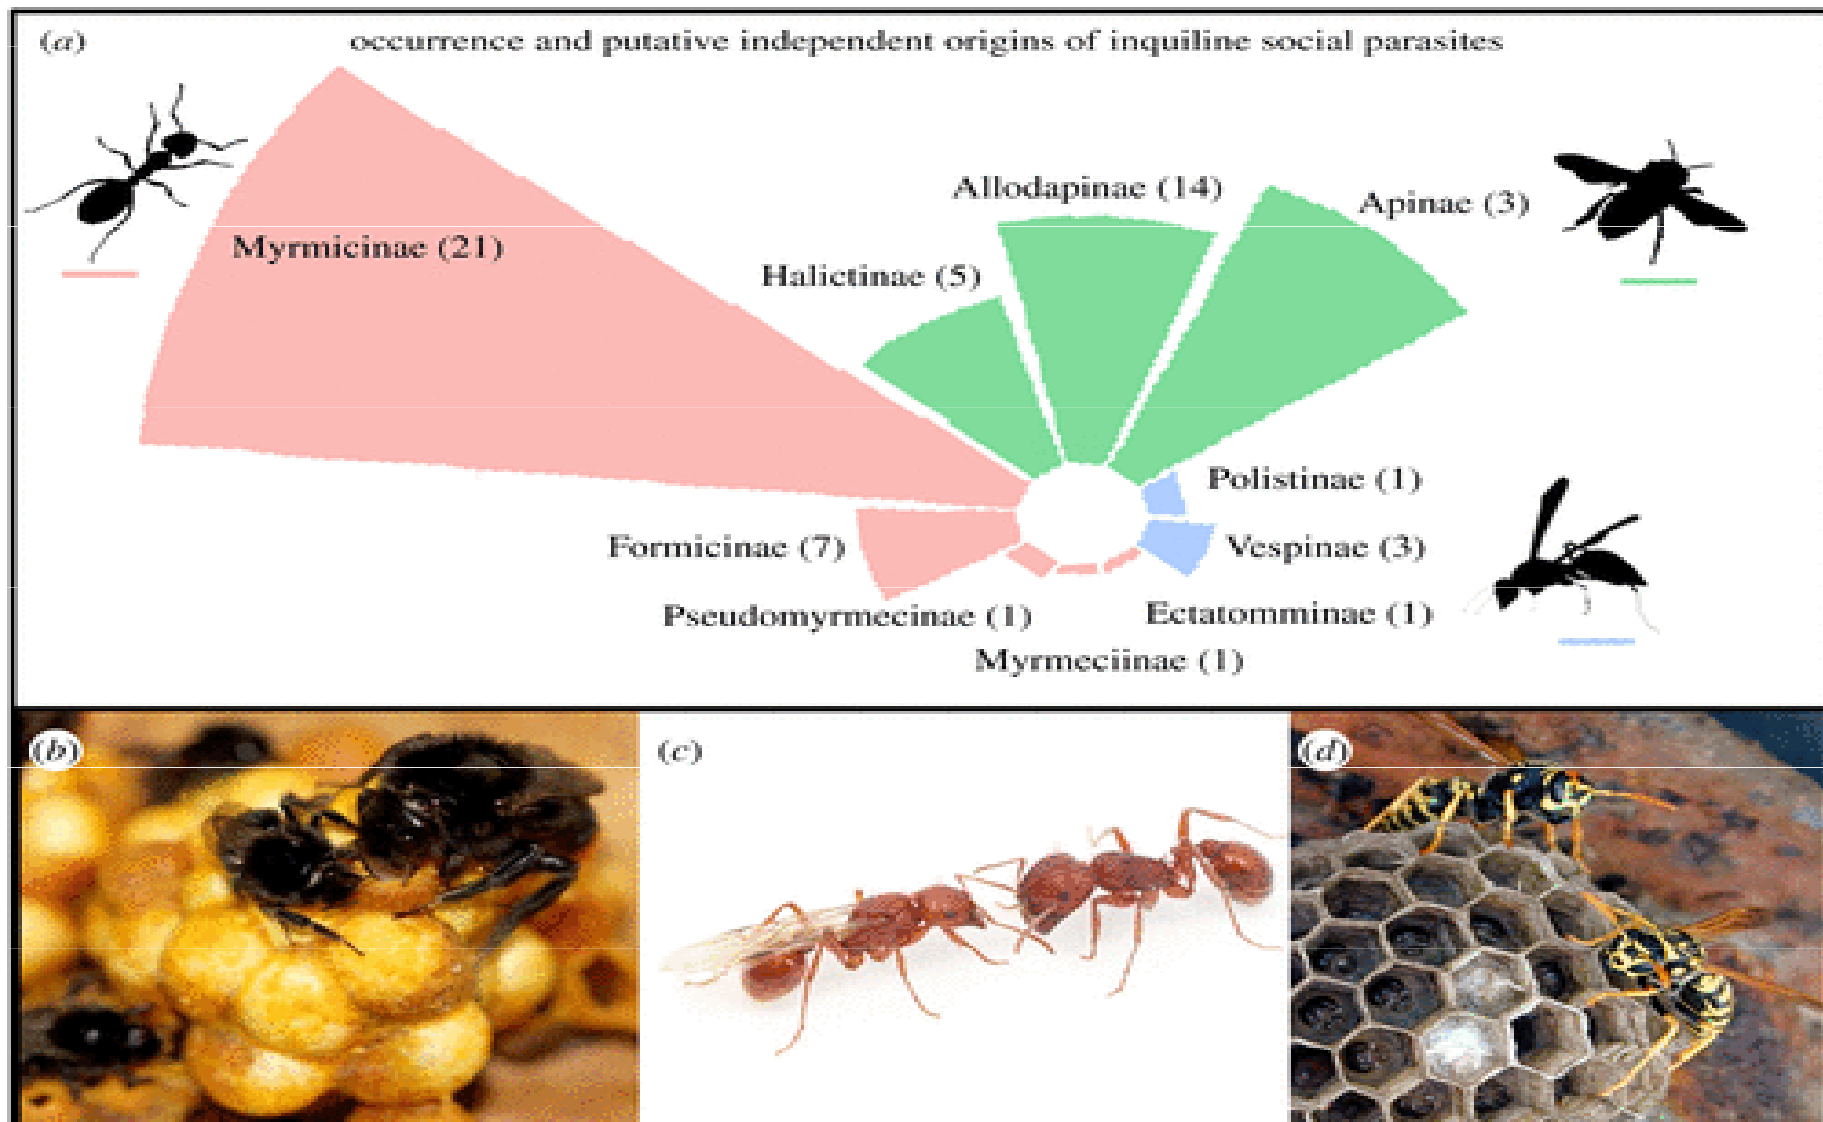 (a)
occurrence and putative independent origins of inquiline social parasites
Allodapinae (14)
Apinae (3)
Myrmicinae (21)
Halictinae (5)
Polistinae (1)
Formicinae (7)
Vespinae (3)
Pseudomyrmecinae (1)
Ectatomminae (1)
Myrmeciinae (1)
(b)
(c)
(d)